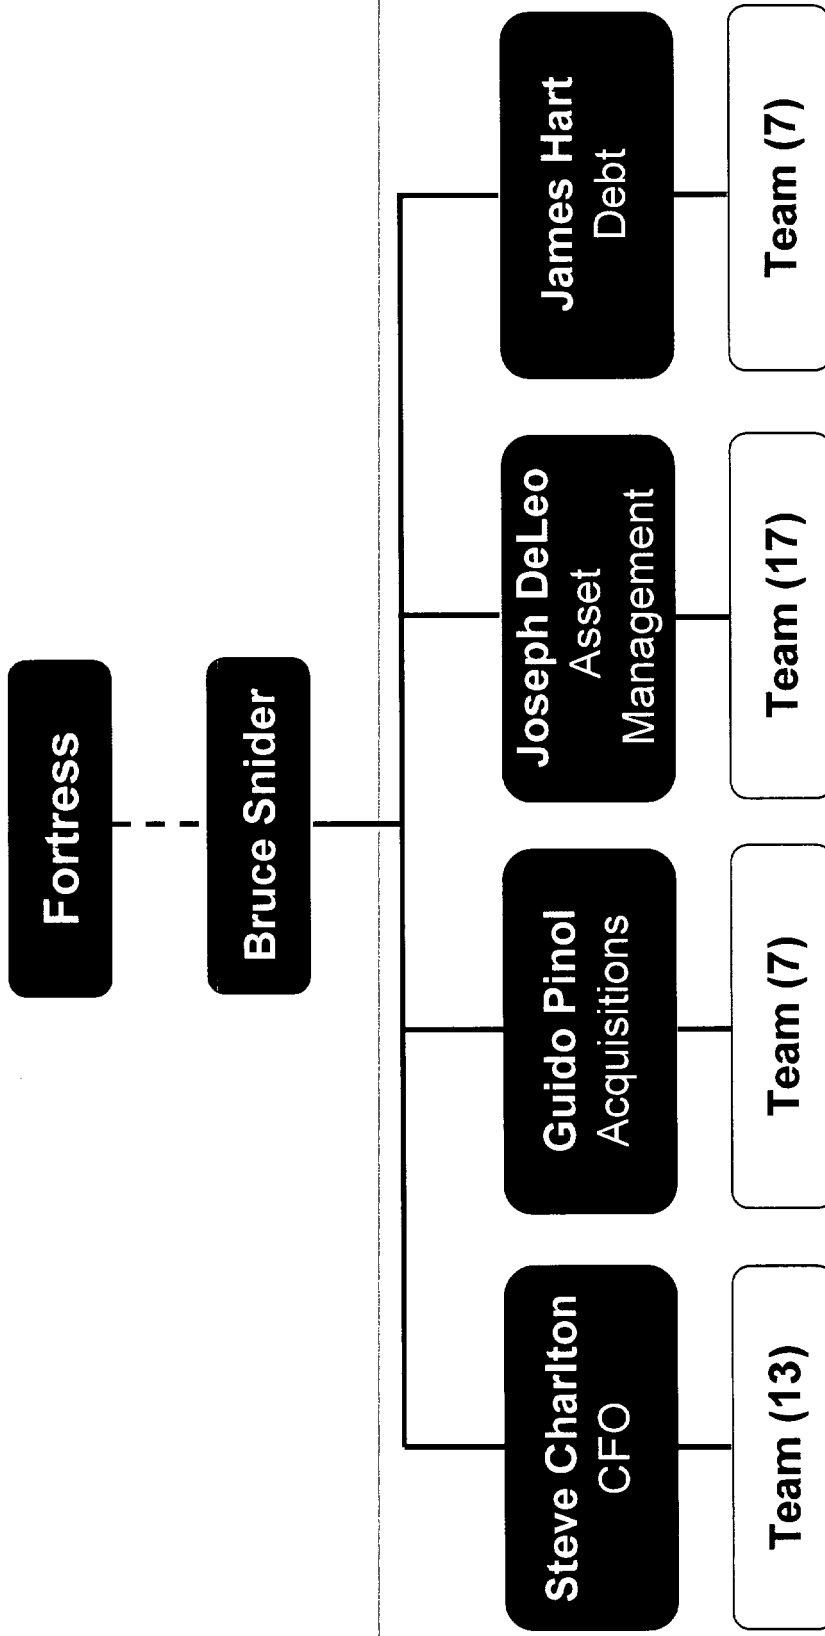 Fortress
Bruce Snider
Steve Charlton
CFO
Guido Pinol
Acquisitions
Joseph DeLeo
Asset
Management
James Hart
Debt
Team (13)
Team (7)
Team (17)
Team (7)